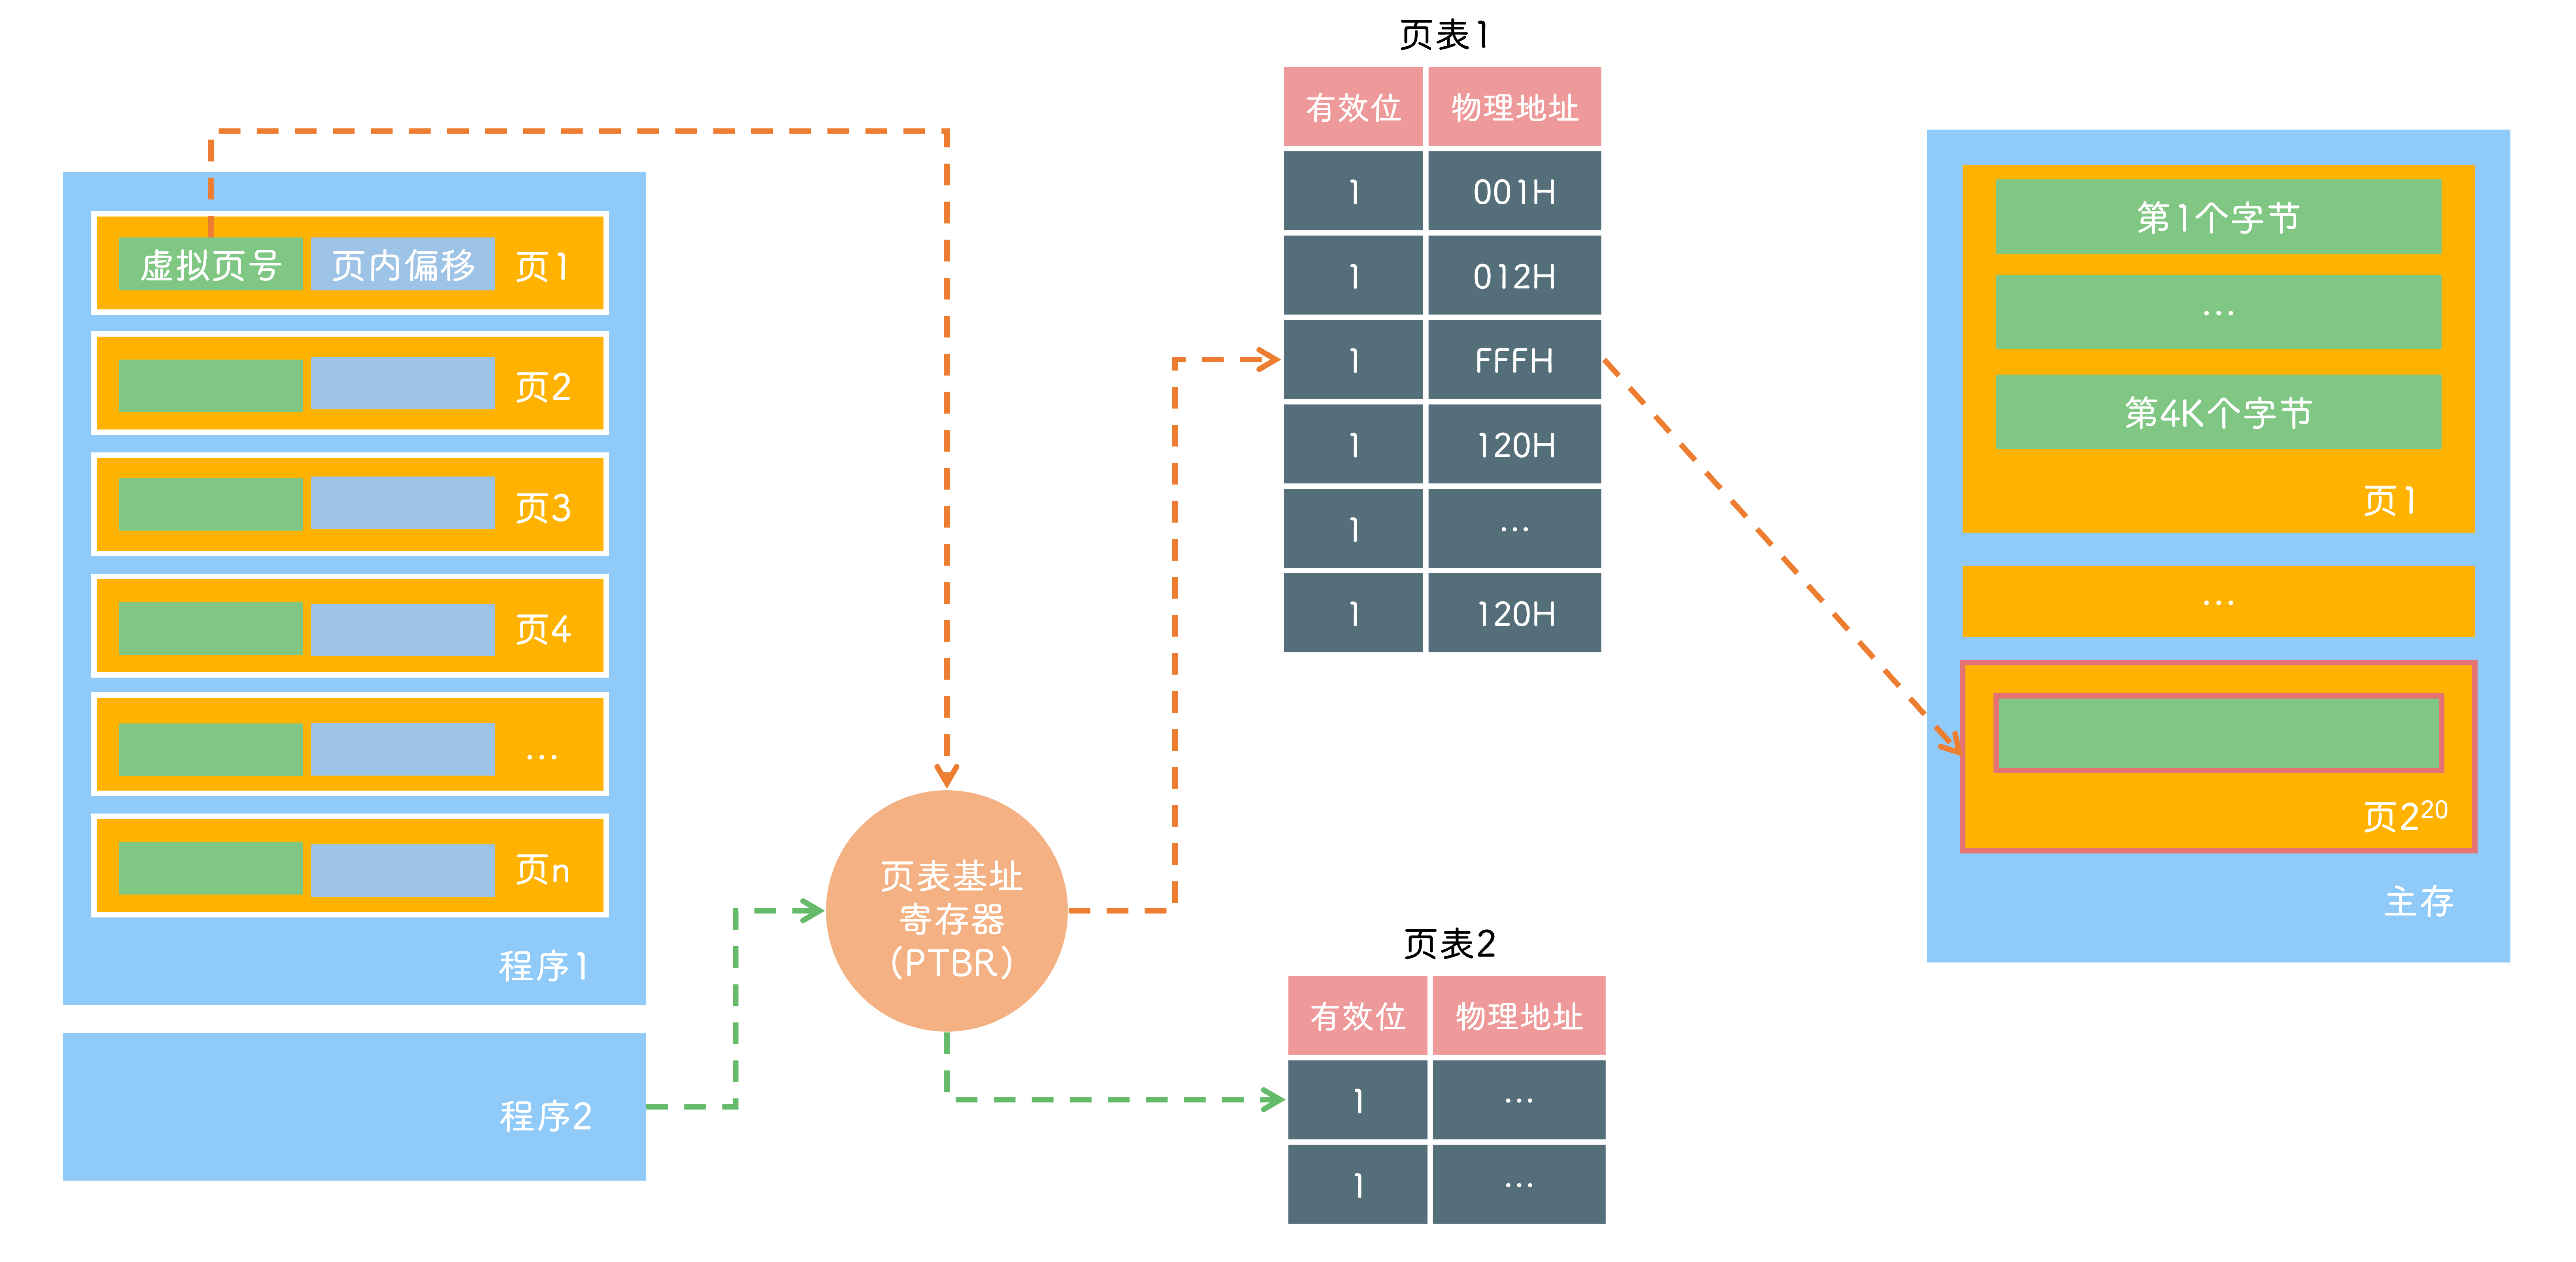 虚拟页号 页内偏移 页1
页2
页3
页4
...
页n
程序1
程序2
页表基址
寄存器
(PTBR)
页表1
有效位 物理地址
1 001H
1 012H
1 FFFH
1 120H
1 ...
1 120H
页表2
有效位 物理地址
1 ...
1 ...
第1个字节
...
第4K个字节
页1
...
页2²⁰
主存